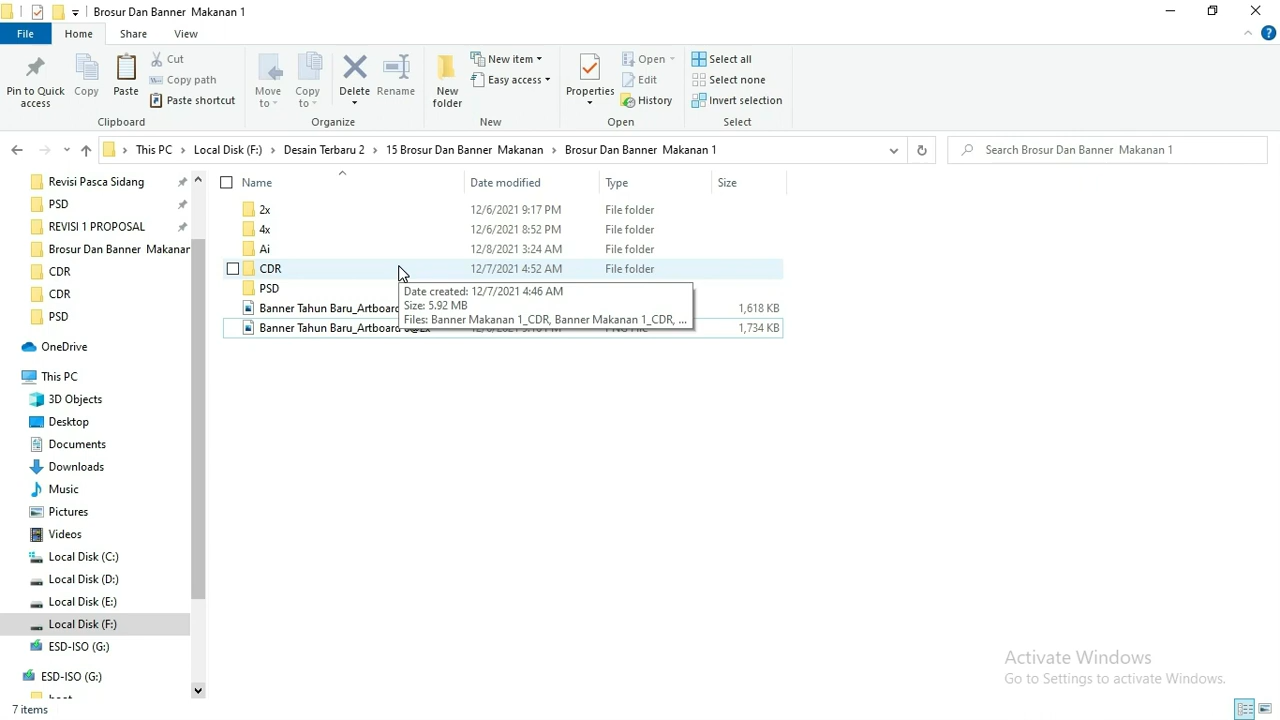 Brosur Dan Banner Makanan 1
File Home Share View
Pin to Quick access
Copy
Paste
Cut
Copy path
Paste shortcut
Clipboard
Move to
Copy to
Delete
Rename
Organize
New folder
New item
Easy access
New
Properties
Open
Edit
History
Open
Select all
Select none
Invert selection
Select
This PC > Local Disk (F:) > Desain Terbaru 2 > 15 Brosur Dan Banner Makanan > Brosur Dan Banner Makanan 1
Search Brosur Dan Banner Makanan 1
Revisi Pasca Sidang
PSD
REVISI 1 PROPOSAL
Brosur Dan Banner Makanan
CDR
CDR
PSD
OneDrive
This PC
3D Objects
Desktop
Documents
Downloads
Music
Pictures
Videos
Local Disk (C:)
Local Disk (D:)
Local Disk (E:)
Local Disk (F:)
ESD-ISO (G:)
ESD-ISO (G:)
Name Date modified Type Size
2x 12/6/2021 9:17 PM File folder
4x 12/6/2021 8:52 PM File folder
Ai 12/8/2021 3:24 AM File folder
CDR 12/7/2021 4:52 AM File folder
PSD
Banner Tahun Baru_Artboard 1,618 KB
Banner Tahun Baru_Artboard 1,734 KB
Date created: 12/7/2021 4:46 AM
Size: 5.92 MB
Files: Banner Makanan 1_CDR, Banner Makanan 1_CDR, ...
Activate Windows
Go to Settings to activate Windows.
7 items